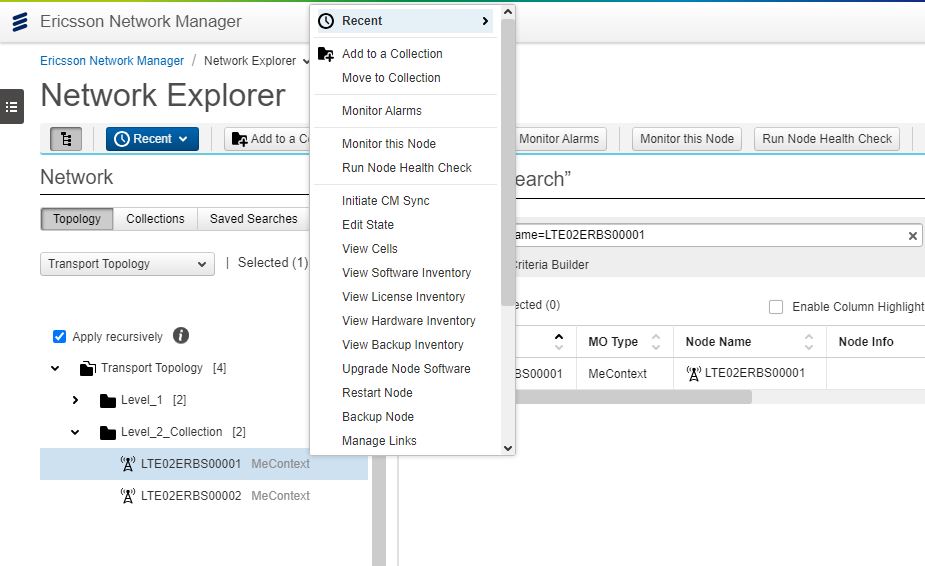 Ericsson Network Manager
Ericsson Network Manager / Network Explorer
Network Explorer
Recent
Add to a Co
Monitor Alarms
Monitor this Node
Run Node Health Check
Recent
Add to a Collection
Move to Collection
Monitor Alarms
Monitor this Node
Run Node Health Check
Initiate CM Sync
Edit State
View Cells
View Software Inventory
View License Inventory
View Hardware Inventory
View Backup Inventory
Upgrade Node Software
Restart Node
Backup Node
Manage Links
Network
Topology Collections Saved Searches
Transport Topology | Selected (1)
Apply recursively
Transport Topology [4]
Level_1 [2]
Level_2_Collection [2]
LTE02ERBS00001 MeContext
LTE02ERBS00002 MeContext
earch”
ame=LTE02ERBS00001
riteria Builder
ected (0) Enable Column Highlight
MO Type Node Name Node Info
BS00001 MeContext LTE02ERBS00001